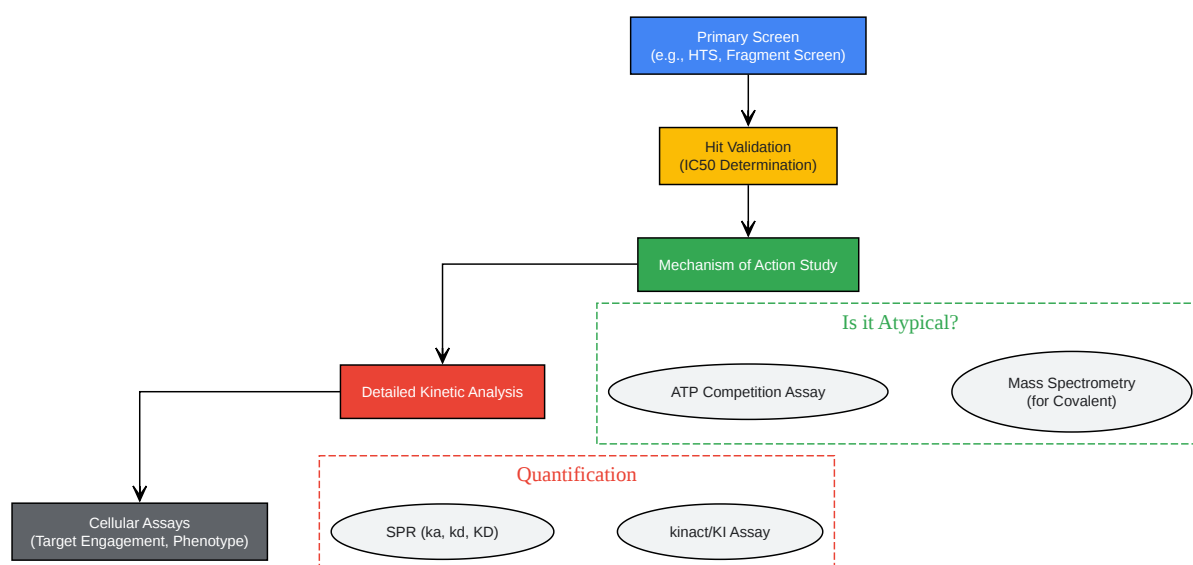 Primary Screen
(e.g., HTS, Fragment Screen)
Hit Validation
(IC50 Determination)
Mechanism of Action Study
Is it Atypical?
Detailed Kinetic Analysis
ATP Competition Assay
Mass Spectrometry
(for Covalent)
Quantification
Cellular Assays
(Target Engagement, Phenotype)
SPR (ka, kd, KD)
kinact/KI Assay